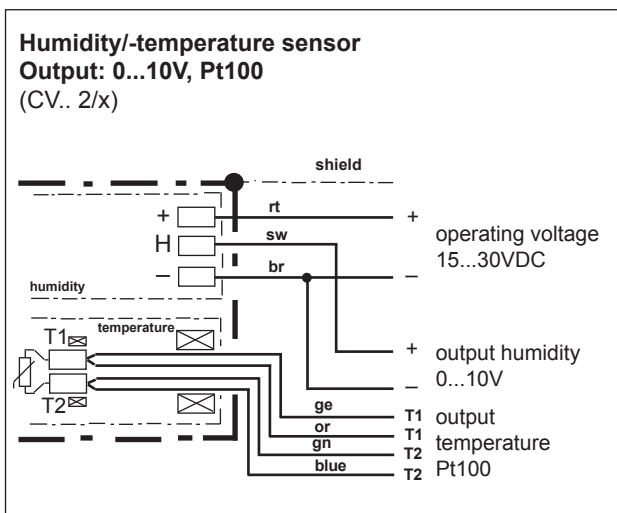 Humidity/-temperature sensor
Output: 0...10V, Pt100
(CV.. 2/x)
shield
+ rt +
H sw
operating voltage
15...30VDC
– br –
humidity
temperature
T1
T2
+ output humidity
– 0...10V
ge T1 output
or T1
temperature
gn T2
blue T2 Pt100